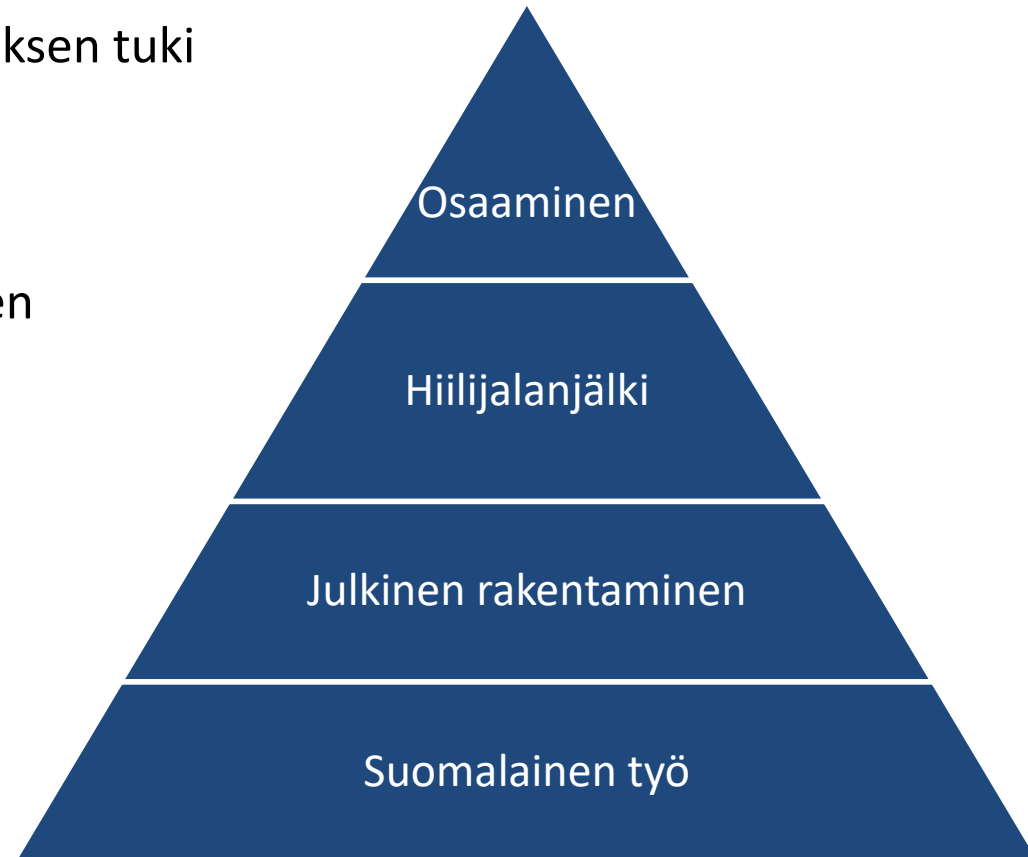 ksen tuki
Osaaminen
en
Hiilijalanjälki
Julkinen rakentaminen
Suomalainen työ